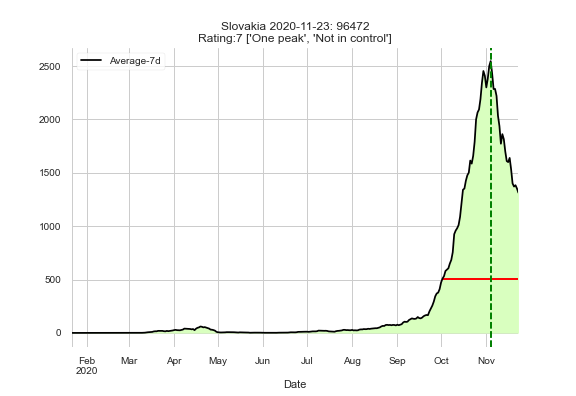 Slovakia 2020-11-23: 96472
Rating:7 ['One peak', 'Not in control']
Average-7d
2500
2000
1500
1000
500
0
Feb Mar Apr May Jun Jul Aug Sep Oct Nov
2020
Date